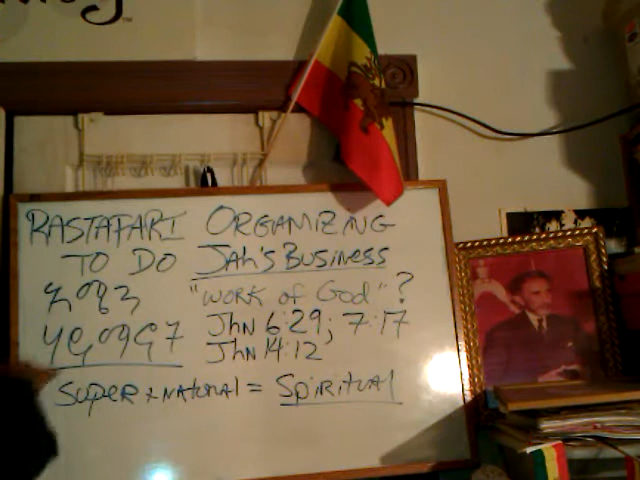 RASTAFARI ORGANIZING
TO DO JAH'S BUSINESS
"WORK OF GOD"?
JhN 6:29; 7:17
JhN 14:12
SUPER + NATURAL = SPIRITUAL